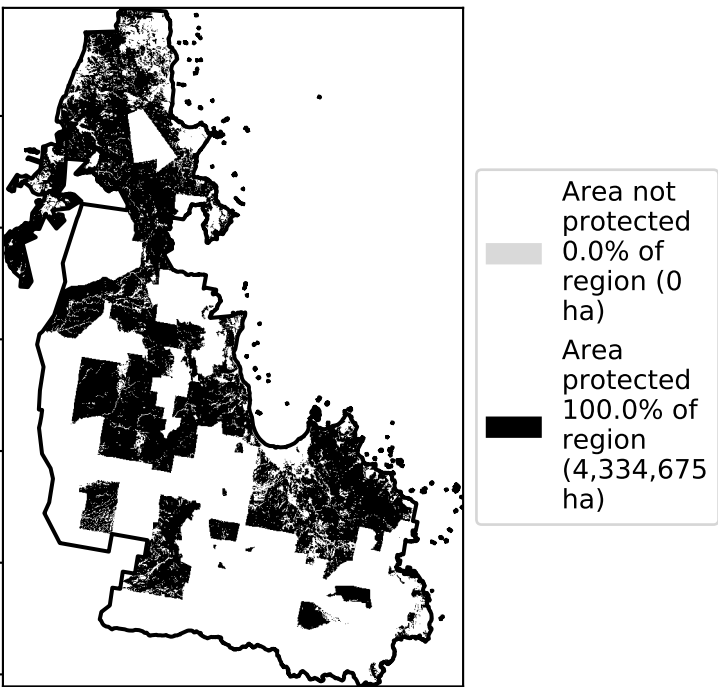 Area not
protected
0.0% of
region (0
ha)
Area
protected
100.0% of
region
(4,334,675
ha)